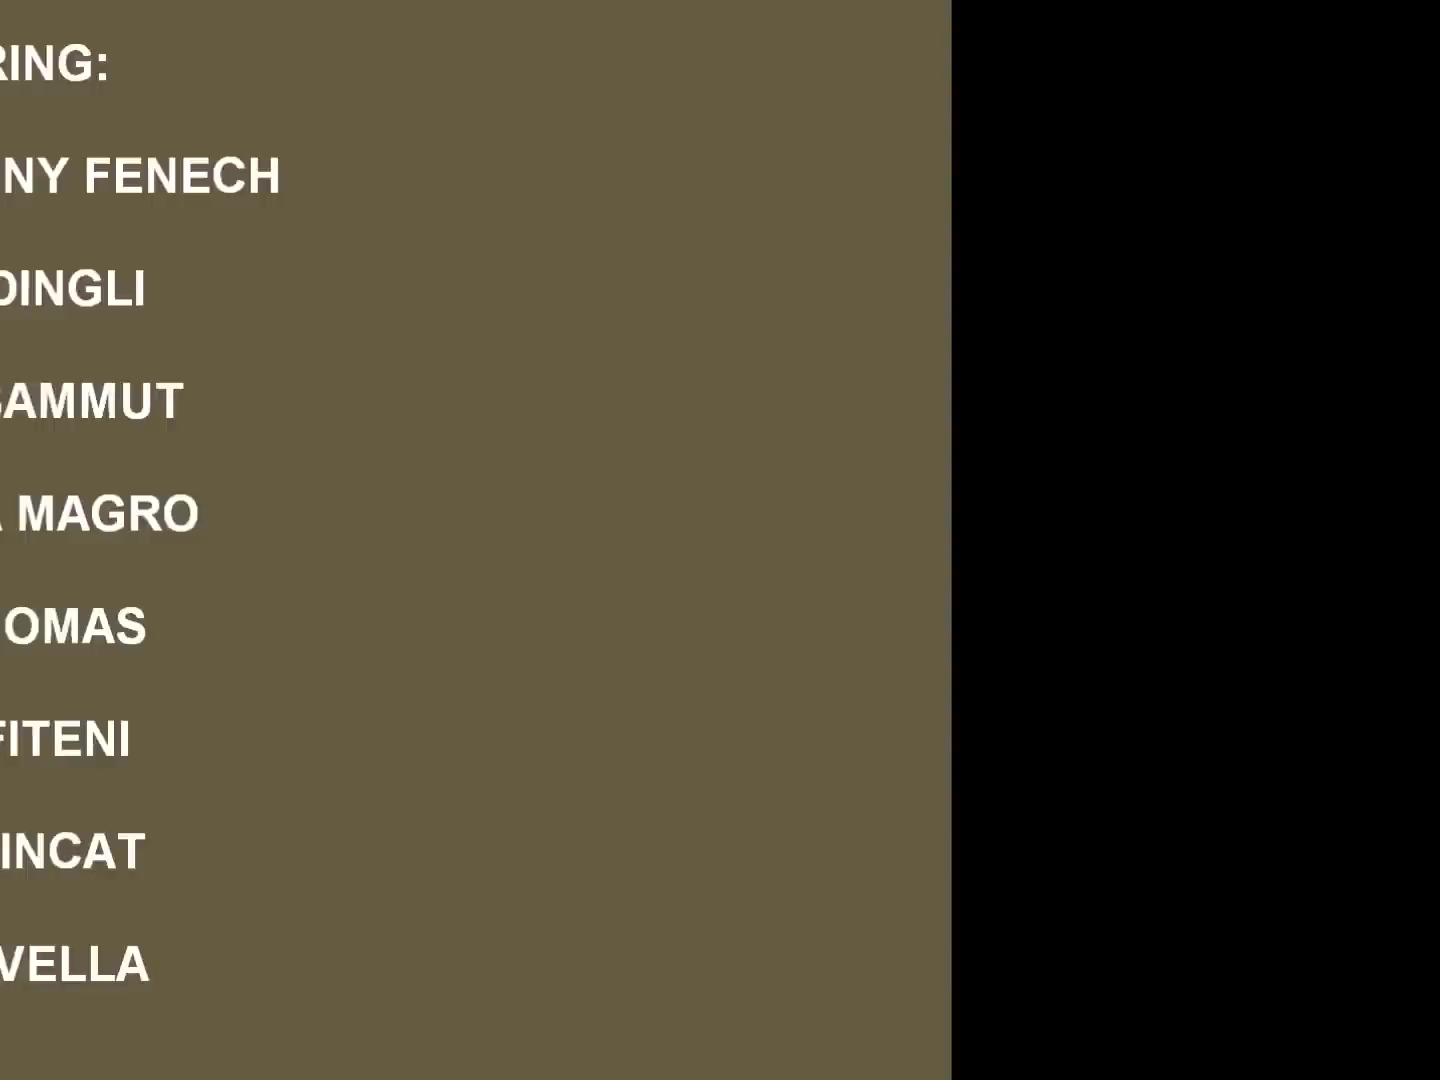 RING:
NY FENECH
DINGLI
SAMMUT
A MAGRO
OMAS
FITENI
INCAT
VELLA